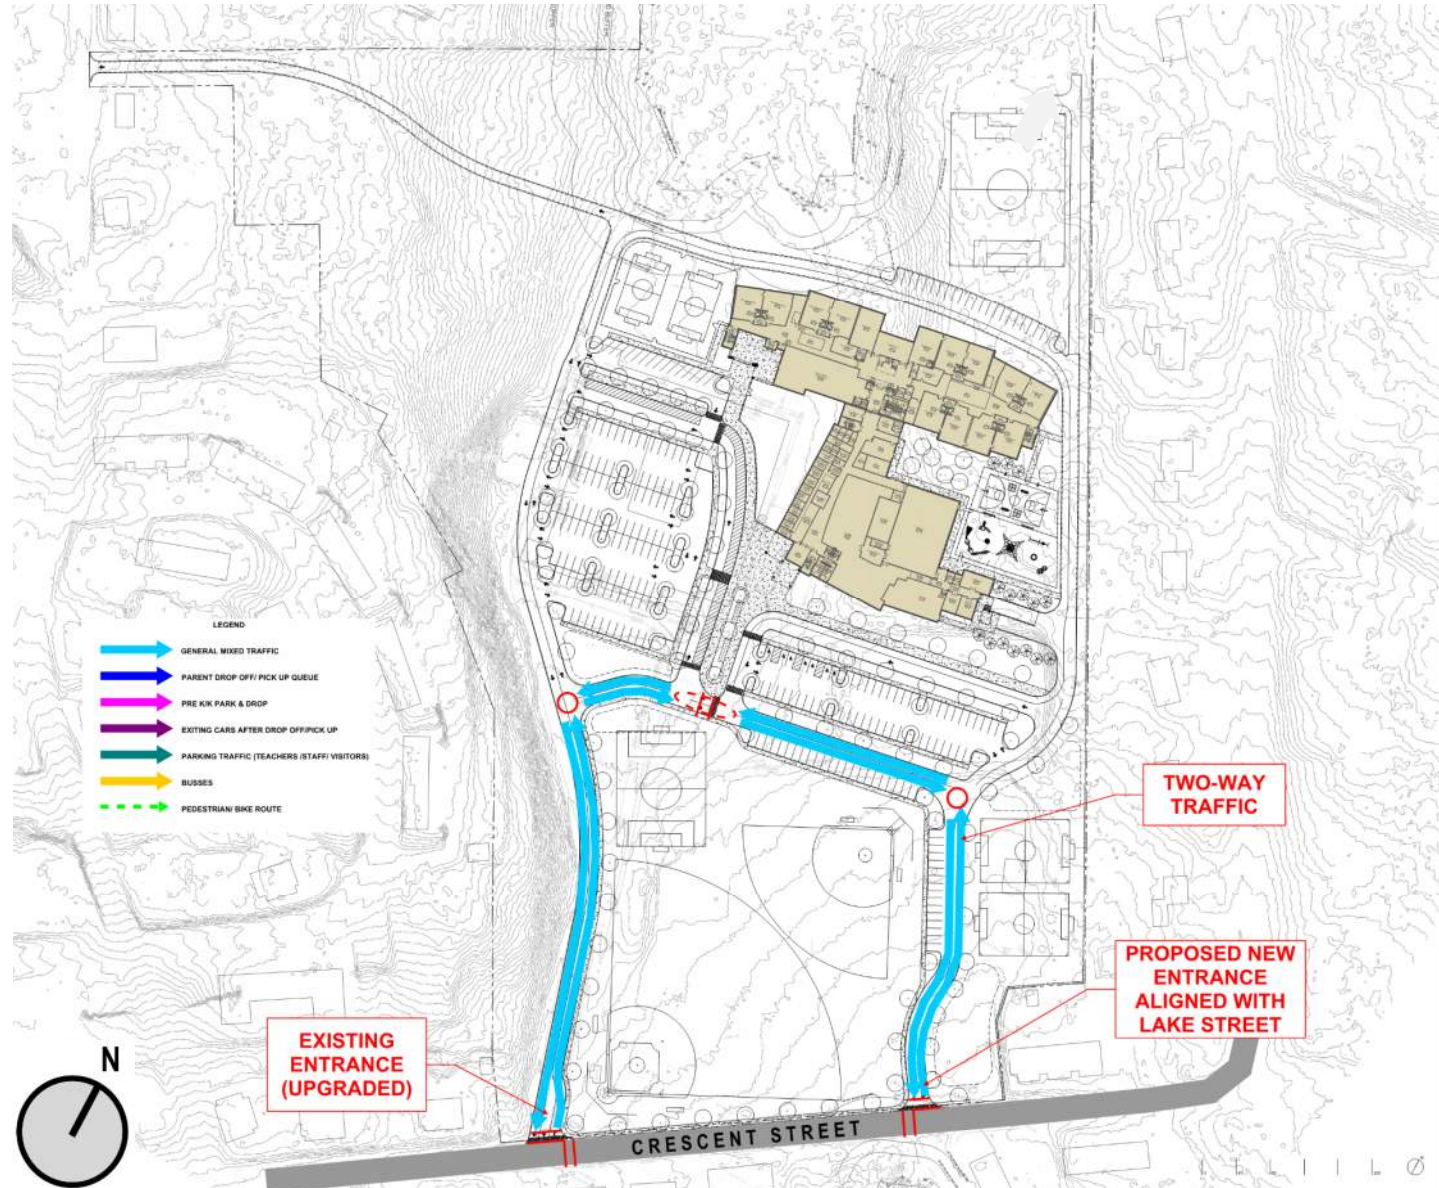 LEGEND
GENERAL MIXED TRAFFIC
PARENT DROP OFF/ PICK UP QUEUE
PRE K/K PARK & DROP
EXITING CARS AFTER DROP OFF/PICK UP
PARKING TRAFFIC (TEACHERS /STAFF/ VISITORS)
BUSSES
PEDESTRIAN/ BIKE ROUTE
TWO-WAY
TRAFFIC
PROPOSED NEW
ENTRANCE
ALIGNED WITH
LAKE STREET
EXISTING
ENTRANCE
(UPGRADED)
N
CRESCENT STREET